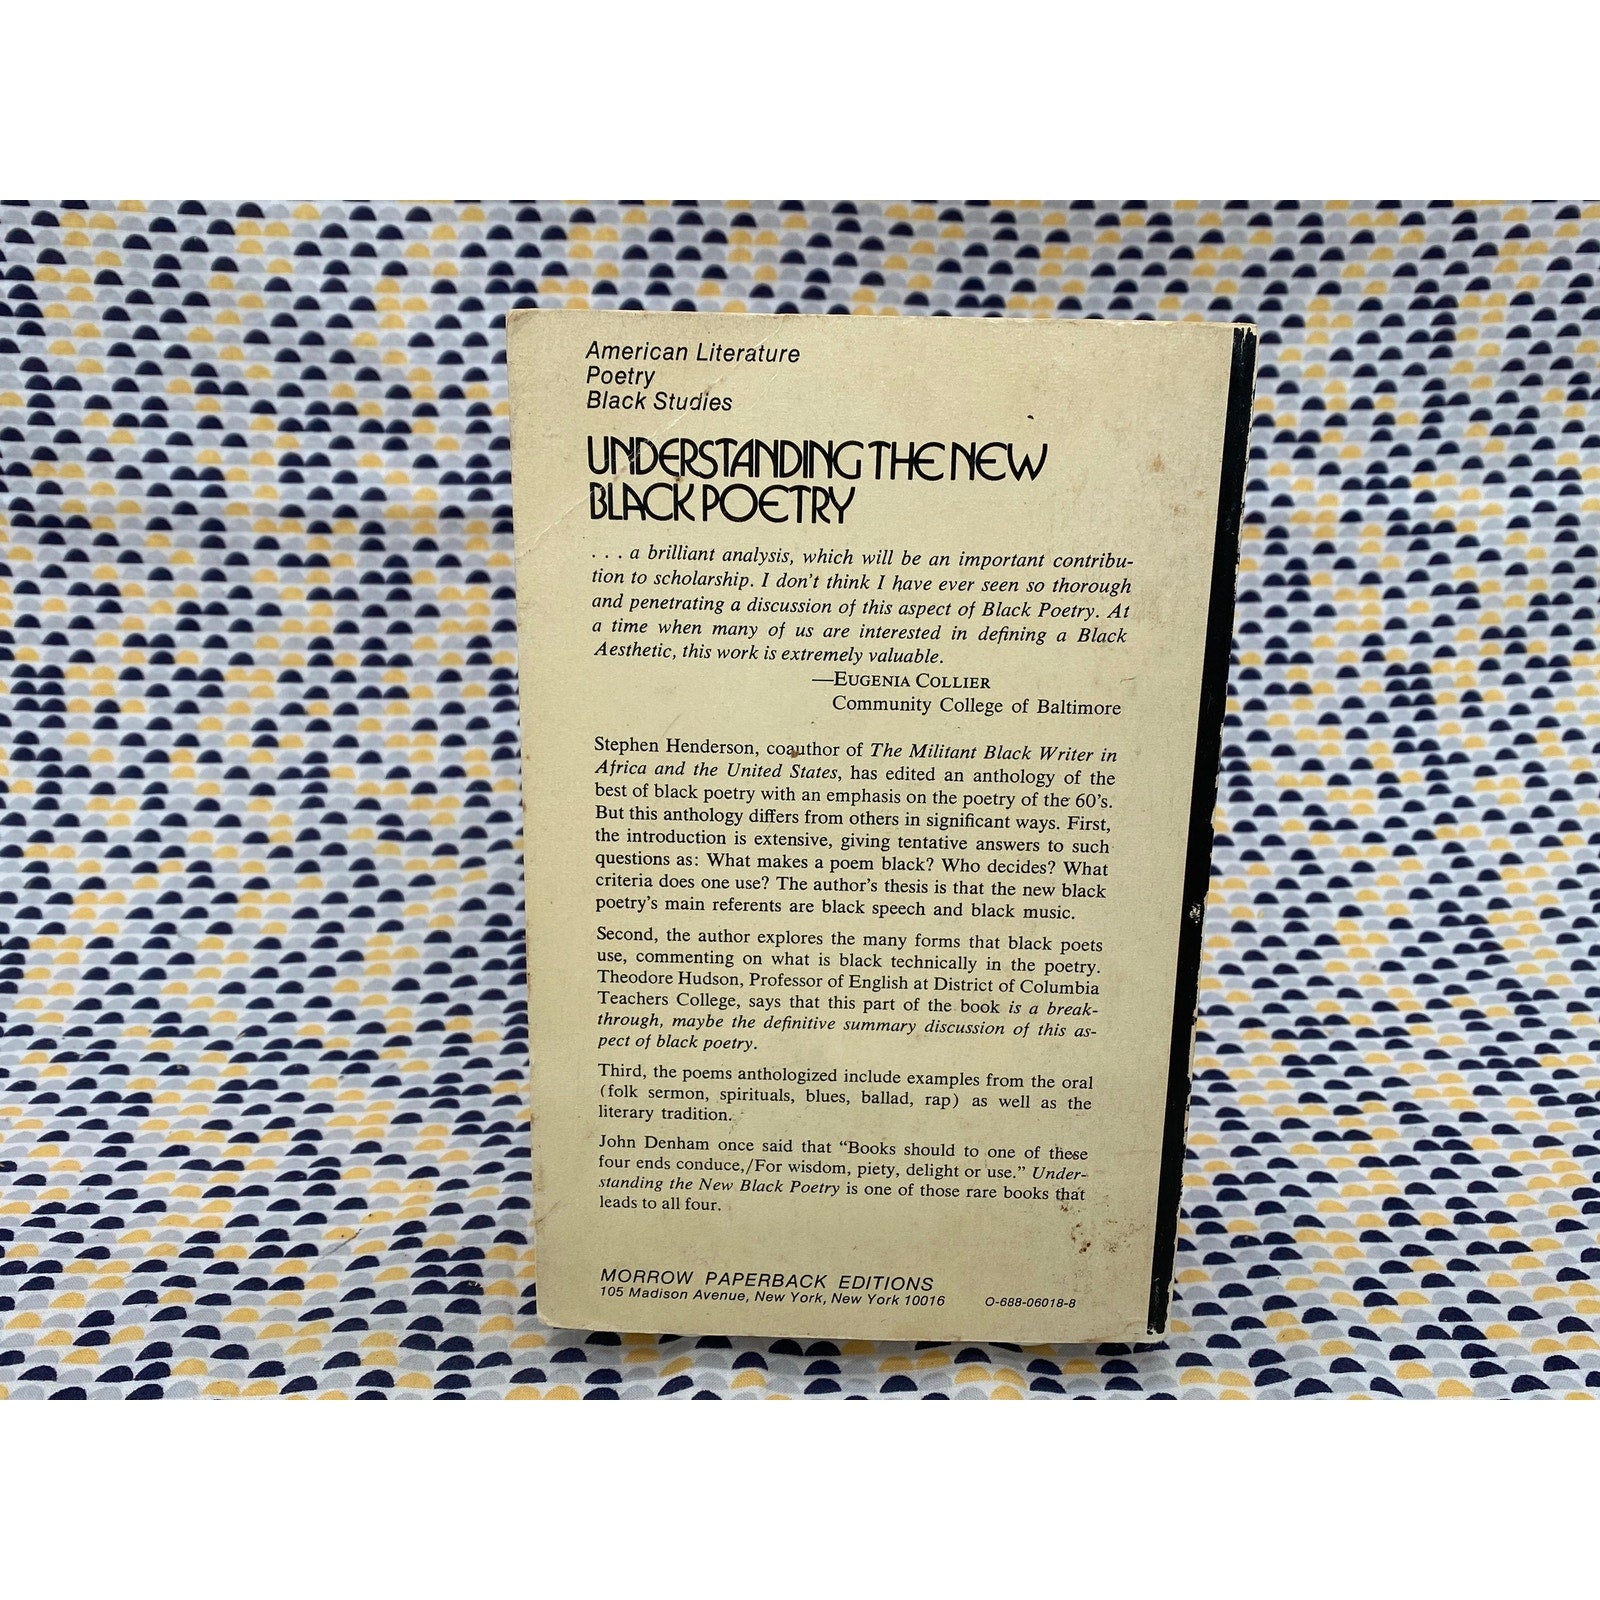 American Literature
Poetry
Black Studies
UNDERSTANDING THE NEW
BLACK POETRY
. . . a brilliant analysis, which will be an important contribu-
tion to scholarship. I don't think I have ever seen so thorough
and penetrating a discussion of this aspect of Black Poetry. At
a time when many of us are interested in defining a Black
Aesthetic, this work is extremely valuable.
—EUGENIA COLLIER
Community College of Baltimore
Stephen Henderson, coauthor of The Militant Black Writer in
Africa and the United States, has edited an anthology of the
best of black poetry with an emphasis on the poetry of the 60's.
But this anthology differs from others in significant ways. First,
the introduction is extensive, giving tentative answers to such
questions as: What makes a poem black? Who decides? What
criteria does one use? The author's thesis is that the new black
poetry's main referents are black speech and black music.
Second, the author explores the many forms that black poets
use, commenting on what is black technically in the poetry.
Theodore Hudson, Professor of English at District of Columbia
Teachers College, says that this part of the book is a break-
through, maybe the definitive summary discussion of this as-
pect of black poetry.
Third, the poems anthologized include examples from the oral
(folk sermon, spirituals, blues, ballad, rap) as well as the
literary tradition.
John Denham once said that “Books should to one of these
four ends conduce,/For wisdom, piety, delight or use.” Under-
standing the New Black Poetry is one of those rare books that
leads to all four.
MORROW PAPERBACK EDITIONS
105 Madison Avenue, New York, New York 10016
0-688-06018-8